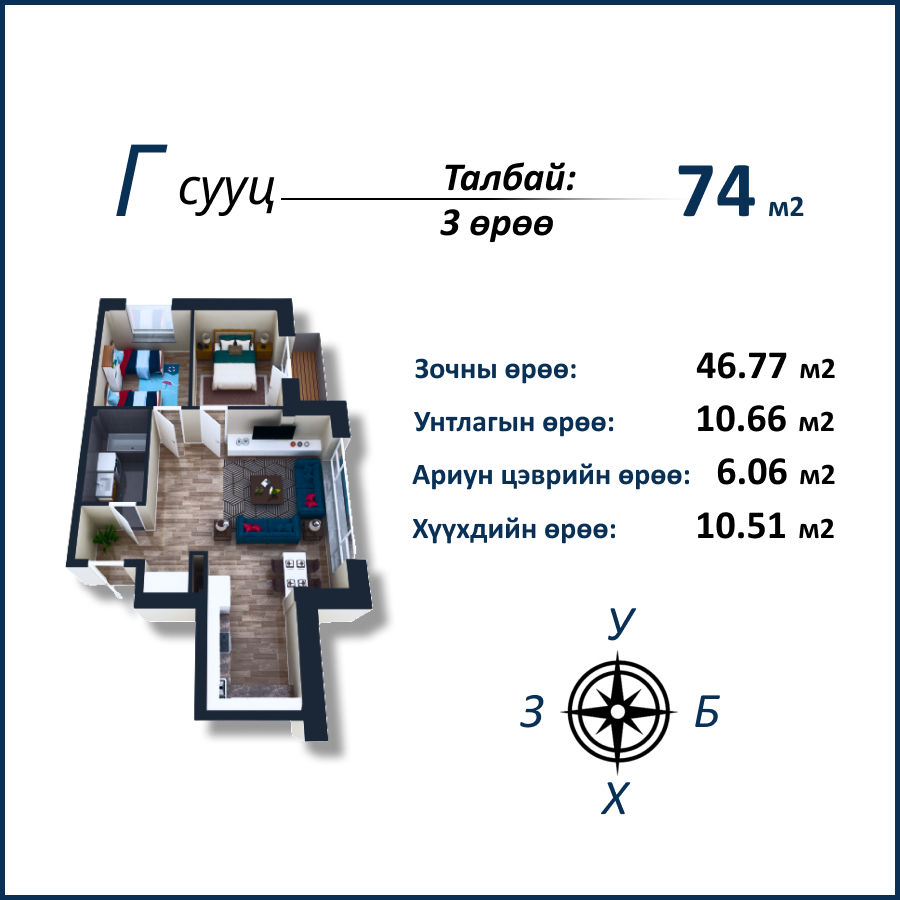 Г сууц
Талбай:
3 өрөө
74 м2
Зочны өрөө: 46.77 м2
Унтлагын өрөө: 10.66 м2
Ариун цэврийн өрөө: 6.06 м2
Хүүхдийн өрөө: 10.51 м2
У
З Б
Х